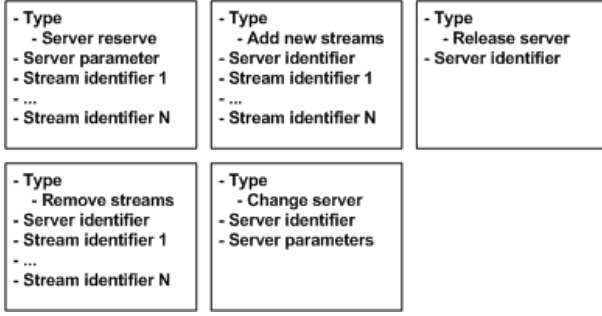 - Type
- Server reserve
- Server parameter
- Stream identifier 1
- ...
- Stream identifier N
- Type
- Add new streams
- Server identifier
- Stream identifier 1
- ...
- Stream identifier N
- Type
- Release server
- Server identifier
- Type
- Remove streams
- Server identifier
- Stream identifier 1
- ...
- Stream identifier N
- Type
- Change server
- Server identifier
- Server parameters